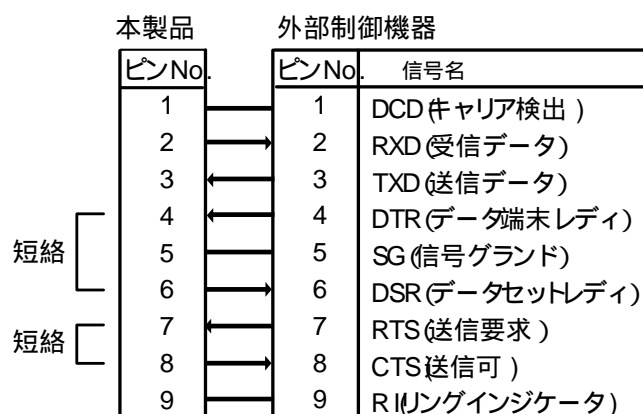 本製品 外部制御機器
ピンNo. ピンNo. 信号名
1 1 DCD(キャリア検出)
2 2 RXD(受信データ)
3 3 TXD(送信データ)
4 4 DTR(データ端末レディ)
短絡 5 5 SG(信号グランド)
6 6 DSR(データセットレディ)
7 7 RTS(送信要求)
短絡
8 8 CTS(送信可)
9 9 RI(リングインジケータ)